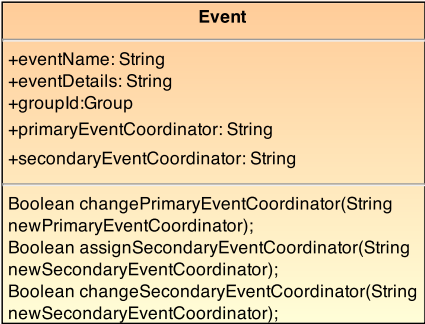 Event
+eventName: String
+eventDetails: String
+groupId:Group
+primaryEventCoordinator: String
+secondaryEventCoordinator: String
Boolean changePrimaryEventCoordinator(String
newPrimaryEventCoordinator);
Boolean assignSecondaryEventCoordinator(String
newSecondaryEventCoordinator);
Boolean changeSecondaryEventCoordinator(String
newSecondaryEventCoordinator);